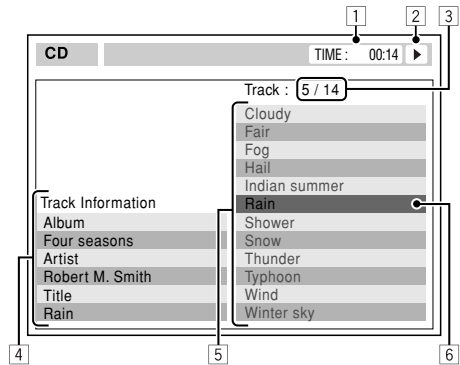 1 2 3
CD TIME : 00:14
Track : 5 / 14
Cloudy
Fair
Fog
Hail
Indian summer
Rain
Shower
Snow
Thunder
Typhoon
Wind
Winter sky
Track Information
Album
Four seasons
Artist
Robert M. Smith
Title
Rain
4 5 6